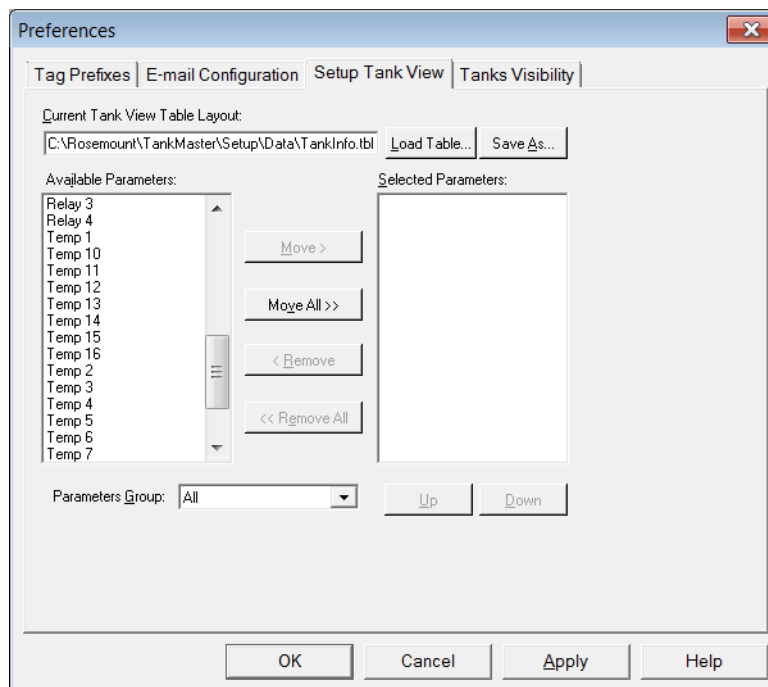 Preferences
Tag Prefixes E-mail Configuration Setup Tank View Tanks Visibility
Current Tank View Table Layout:
C:\Rosemount\TankMaster\Setup\Data\TankInfo.tbl Load Table... Save As...
Available Parameters: Selected Parameters:
Relay 3
Relay 4
Temp 1
Temp 10
Temp 11
Temp 12
Temp 13
Temp 14
Temp 15
Temp 16
Temp 2
Temp 3
Temp 4
Temp 5
Temp 6
Temp 7
Move >
Move All >>
< Remove
<< Remove All
Parameters Group: All Up Down
OK Cancel Apply Help